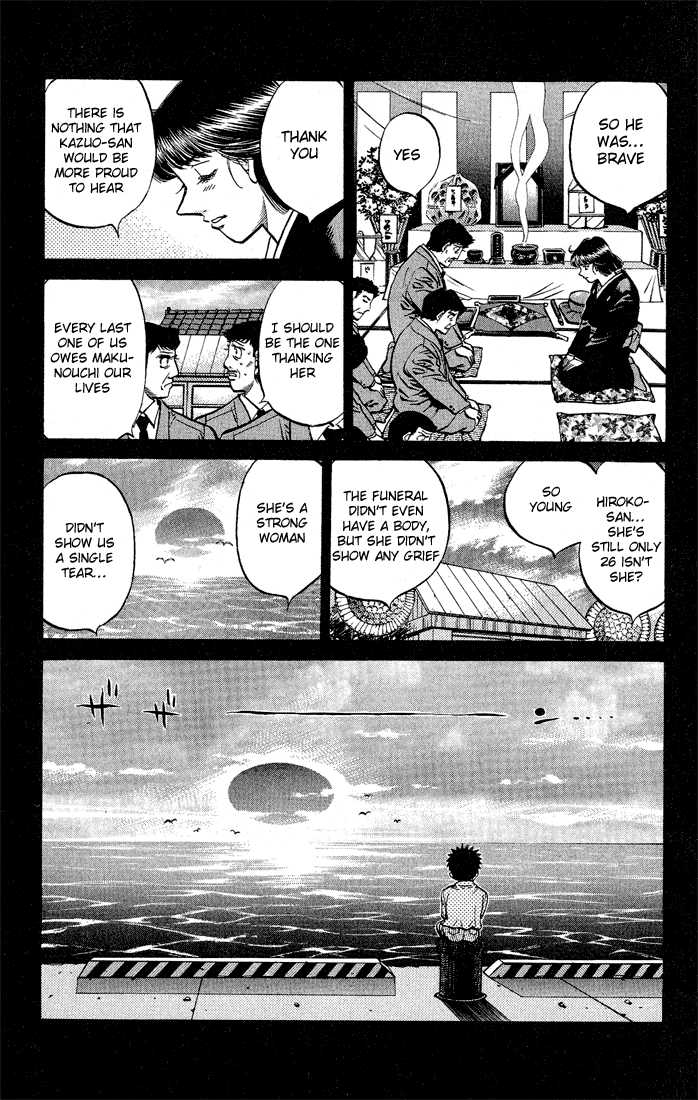 SO HE
WAS...
BRAVE
YES
THANK
YOU
THERE IS
NOTHING THAT
KAZUO-SAN
WOULD BE
MORE PROUD
TO HEAR
I SHOULD
BE THE ONE
THANKING
HER
EVERY LAST
ONE OF US
OWES MAKU-
NOUCHI OUR
LIVES
HIROKO-
SAN...
SHE'S
STILL ONLY
26 ISN'T
SHE?
SO
YOUNG
THE FUNERAL
DIDN'T EVEN
HAVE A BODY,
BUT SHE DIDN'T
SHOW ANY GRIEF
SHE'S A
STRONG
WOMAN
DIDN'T
SHOW US
A SINGLE
TEAR...